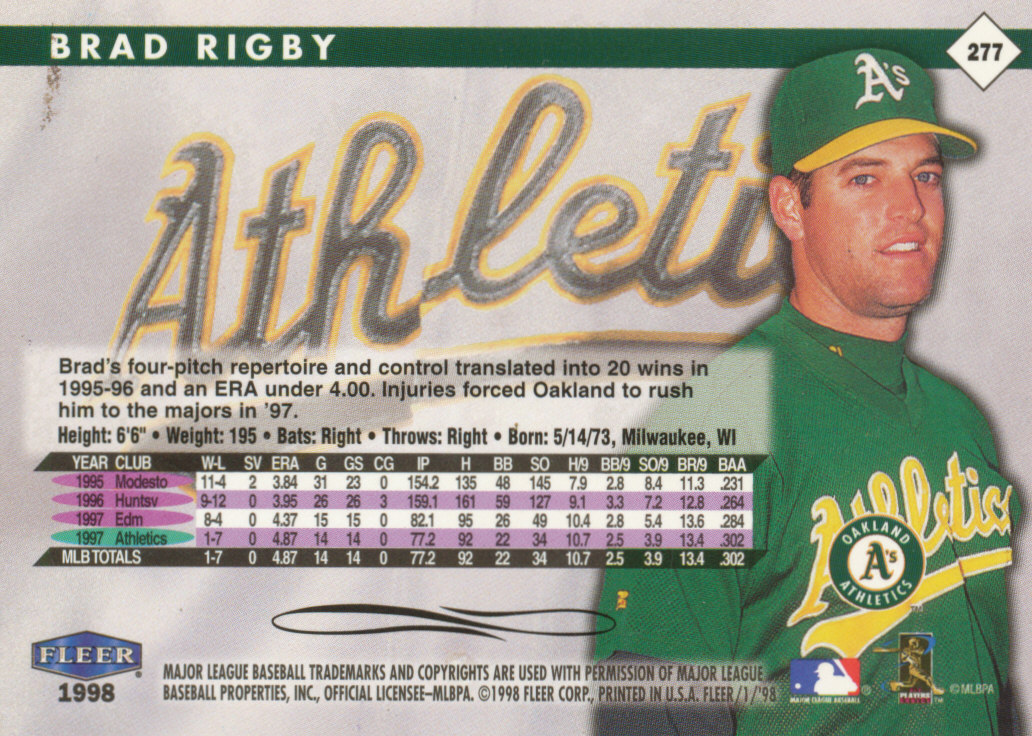 BRAD RIGBY
277
A's
Athletic
Brad's four-pitch repertoire and control translated into 20 wins in
1995-96 and an ERA under 4.00. Injuries forced Oakland to rush
him to the majors in '97.
Height: 6'6" • Weight: 195 • Bats: Right • Throws: Right • Born: 5/14/73, Milwaukee, WI
YEAR CLUB W-L SV ERA G GS CG IP H BB SO H/9 BB/9 SO/9 BR/9 BAA
1995 Modesto 11-4 2 3.84 31 23 0 154.2 135 48 145 7.9 2.8 8.4 11.3 .231
1996 Huntsv 9-12 0 3.95 26 26 3 159.1 161 59 127 9.1 3.3 7.2 12.8 .264
1997 Edm 8-4 0 4.37 15 15 0 82.1 95 26 49 10.4 2.8 5.4 13.6 .284
1997 Athletics 1-7 0 4.87 14 14 0 77.2 92 22 34 10.7 2.5 3.9 13.4 .302
MLB TOTALS 1-7 0 4.87 14 14 0 77.2 92 22 34 10.7 2.5 3.9 13.4 .302
Athletics
OAKLAND
A's
ATHLETICS
TM
FLEER®
1998
MAJOR LEAGUE BASEBALL TRADEMARKS AND COPYRIGHTS ARE USED WITH PERMISSION OF MAJOR LEAGUE
BASEBALL PROPERTIES, INC., OFFICIAL LICENSEE–MLBPA. ©1998 FLEER CORP., PRINTED IN U.S.A. FLEER/1/'98
MAJOR LEAGUE BASEBALL
®
PLAYERS
CHOICE
TM
©MLBPA